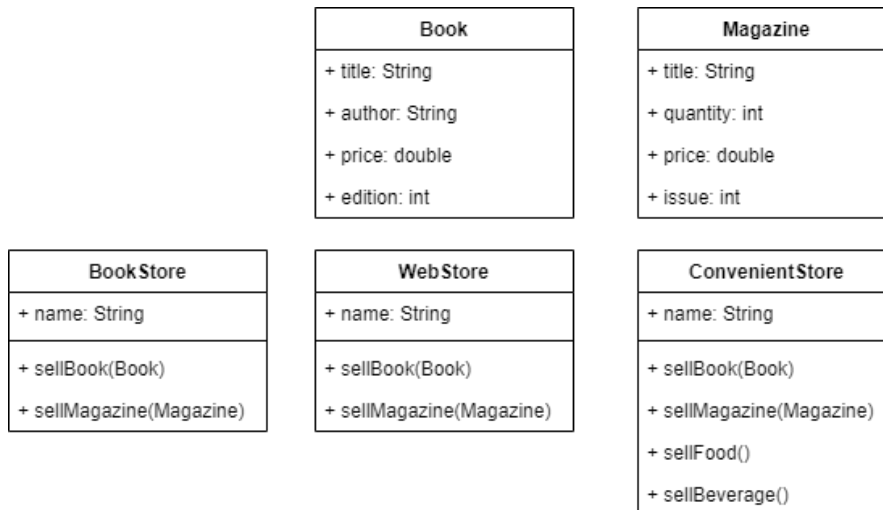 Book
+ title: String
+ author: String
+ price: double
+ edition: int
Magazine
+ title: String
+ quantity: int
+ price: double
+ issue: int
BookStore
+ name: String
+ sellBook(Book)
+ sellMagazine(Magazine)
WebStore
+ name: String
+ sellBook(Book)
+ sellMagazine(Magazine)
ConvenientStore
+ name: String
+ sellBook(Book)
+ sellMagazine(Magazine)
+ sellFood()
+ sellBeverage()